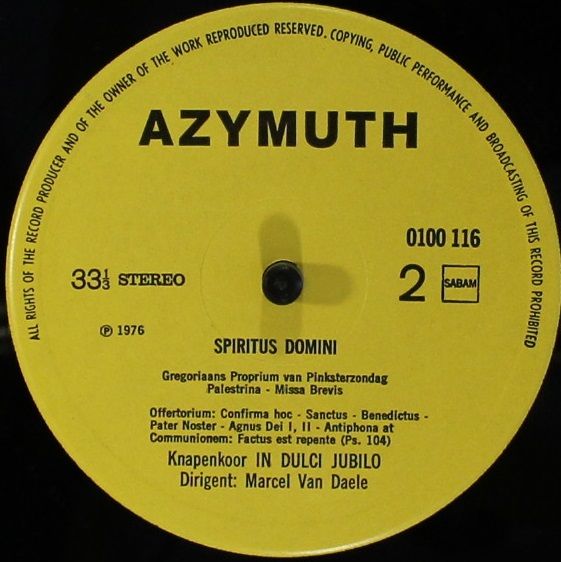 ALL RIGHTS OF THE RECORD PRODUCER AND OF THE OWNER OF THE WORK REPRODUCED RESERVED. COPYING, PUBLIC PERFORMANCE AND BROADCASTING OF THIS RECORD PROHIBITED
AZYMUTH
0100 116
33⅓ STEREO
2 SABAM
℗ 1976
SPIRITUS DOMINI
Gregoriaans Proprium van Pinksterzondag
Palestrina - Missa Brevis
Offertorium: Confirma hoc - Sanctus - Benedictus -
Pater Noster - Agnus Dei I, II - Antiphona at
Communionem: Factus est repente (Ps. 104)
Knapenkoor IN DULCI JUBILO
Dirigent: Marcel Van Daele